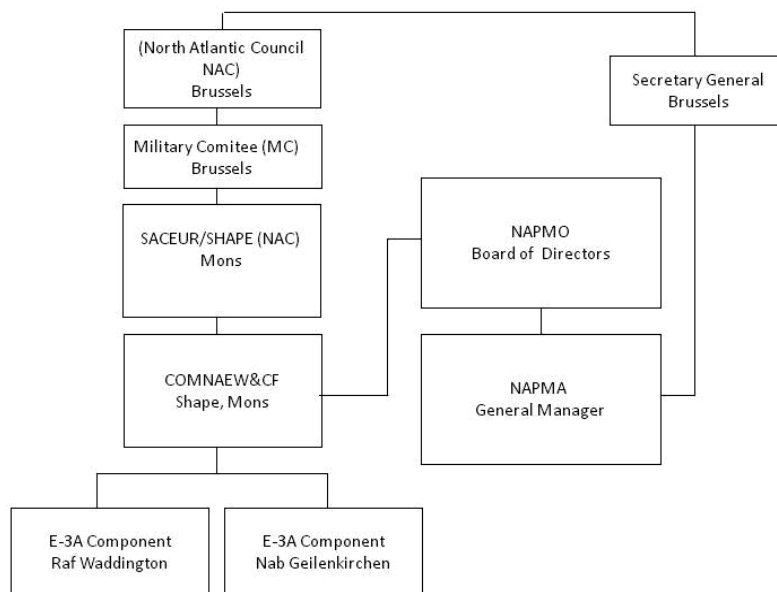 (North Atlantic Council
NAC)
Brussels
Secretary General
Brussels
Military Comitee (MC)
Brussels
SACEUR/SHAPE (NAC)
Mons
NAPMO
Board of Directors
COMNAEW&CF
Shape, Mons
NAPMA
General Manager
E-3A Component
Raf Waddington
E-3A Component
Nab Geilenkirchen